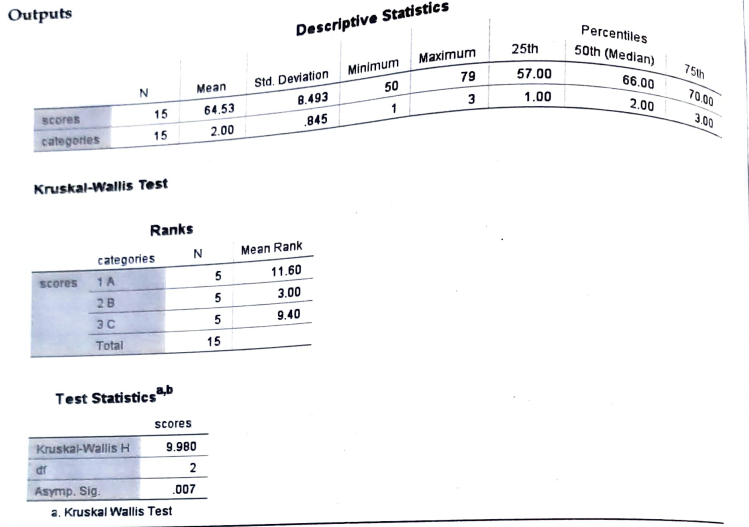 Outputs
Descriptive Statistics
Percentiles
N Mean Std. Deviation Minimum Maximum 25th 50th (Median) 75th
scores 15 64.53 8.493 50 79 57.00 66.00 70.00
categories 15 2.00 .845 1 3 1.00 2.00 3.00
Kruskal-Wallis Test
Ranks
categories N Mean Rank
scores 1 A 5 11.60
2 B 5 3.00
3 C 5 9.40
Total 15
Test Statistics a,b
scores
Kruskal-Wallis H 9.980
df 2
Asymp. Sig. .007
a. Kruskal Wallis Test